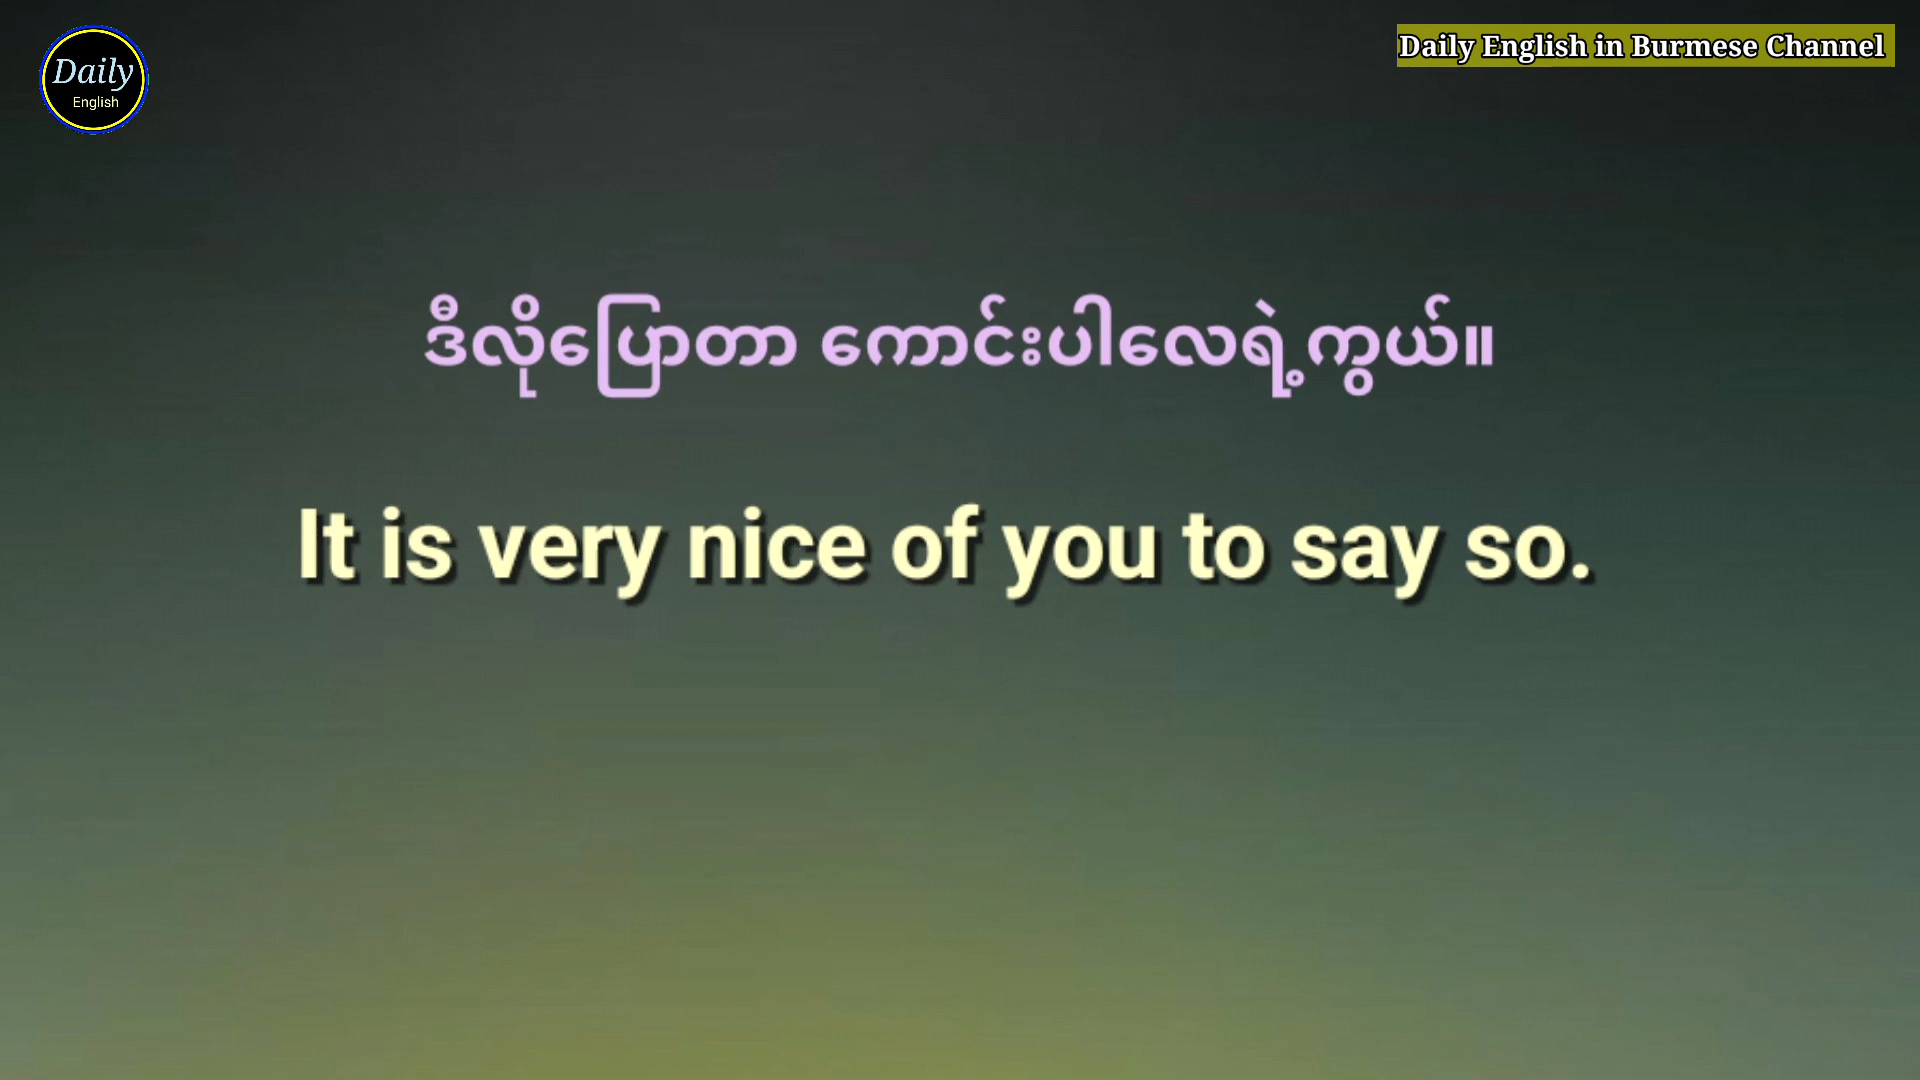 Daily
English
Daily English in Burmese Channel
ဒီလိုပြောတာ ကောင်းပါလေရဲ့ကွယ်။
It is very nice of you to say so.